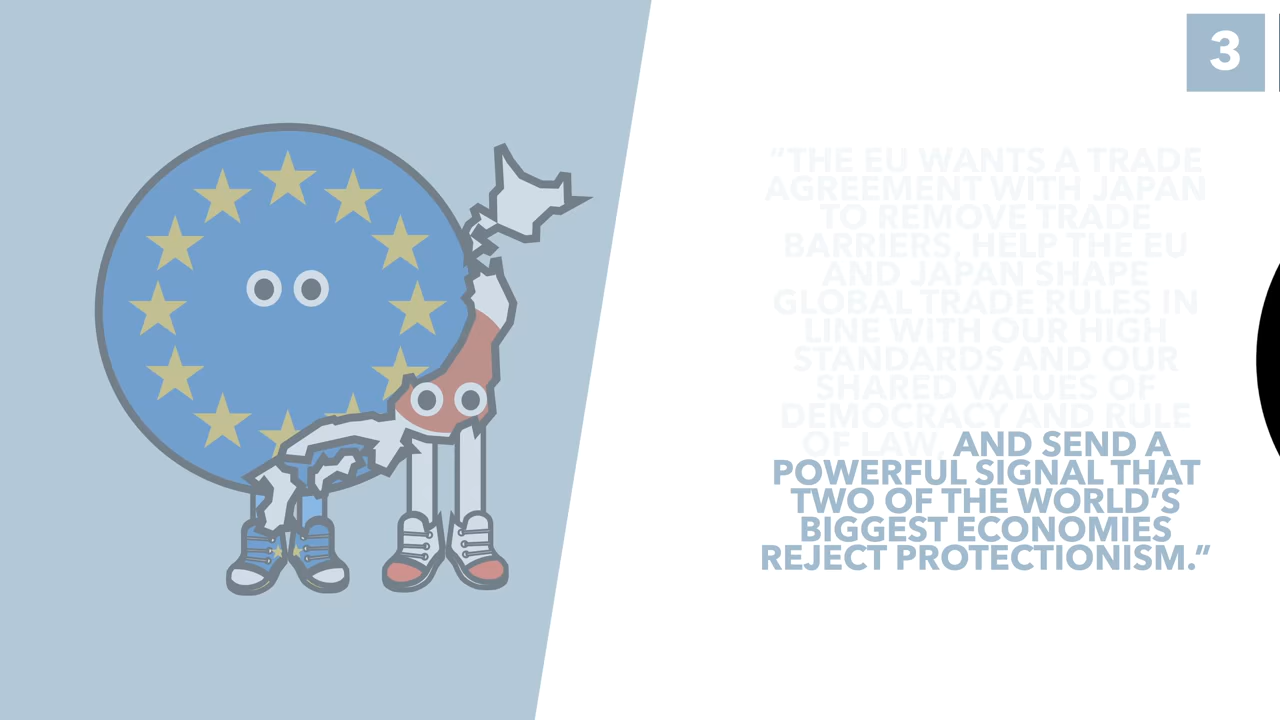 3
"THE EU WANTS A TRADE
AGREEMENT WITH JAPAN
TO REMOVE TRADE
BARRIERS, HELP THE EU
AND JAPAN SHAPE
GLOBAL TRADE RULES IN
LINE WITH OUR HIGH
STANDARDS AND OUR
SHARED VALUES OF
DEMOCRACY AND RULE
OF LAW, AND SEND A
POWERFUL SIGNAL THAT
TWO OF THE WORLD'S
BIGGEST ECONOMIES
REJECT PROTECTIONISM."